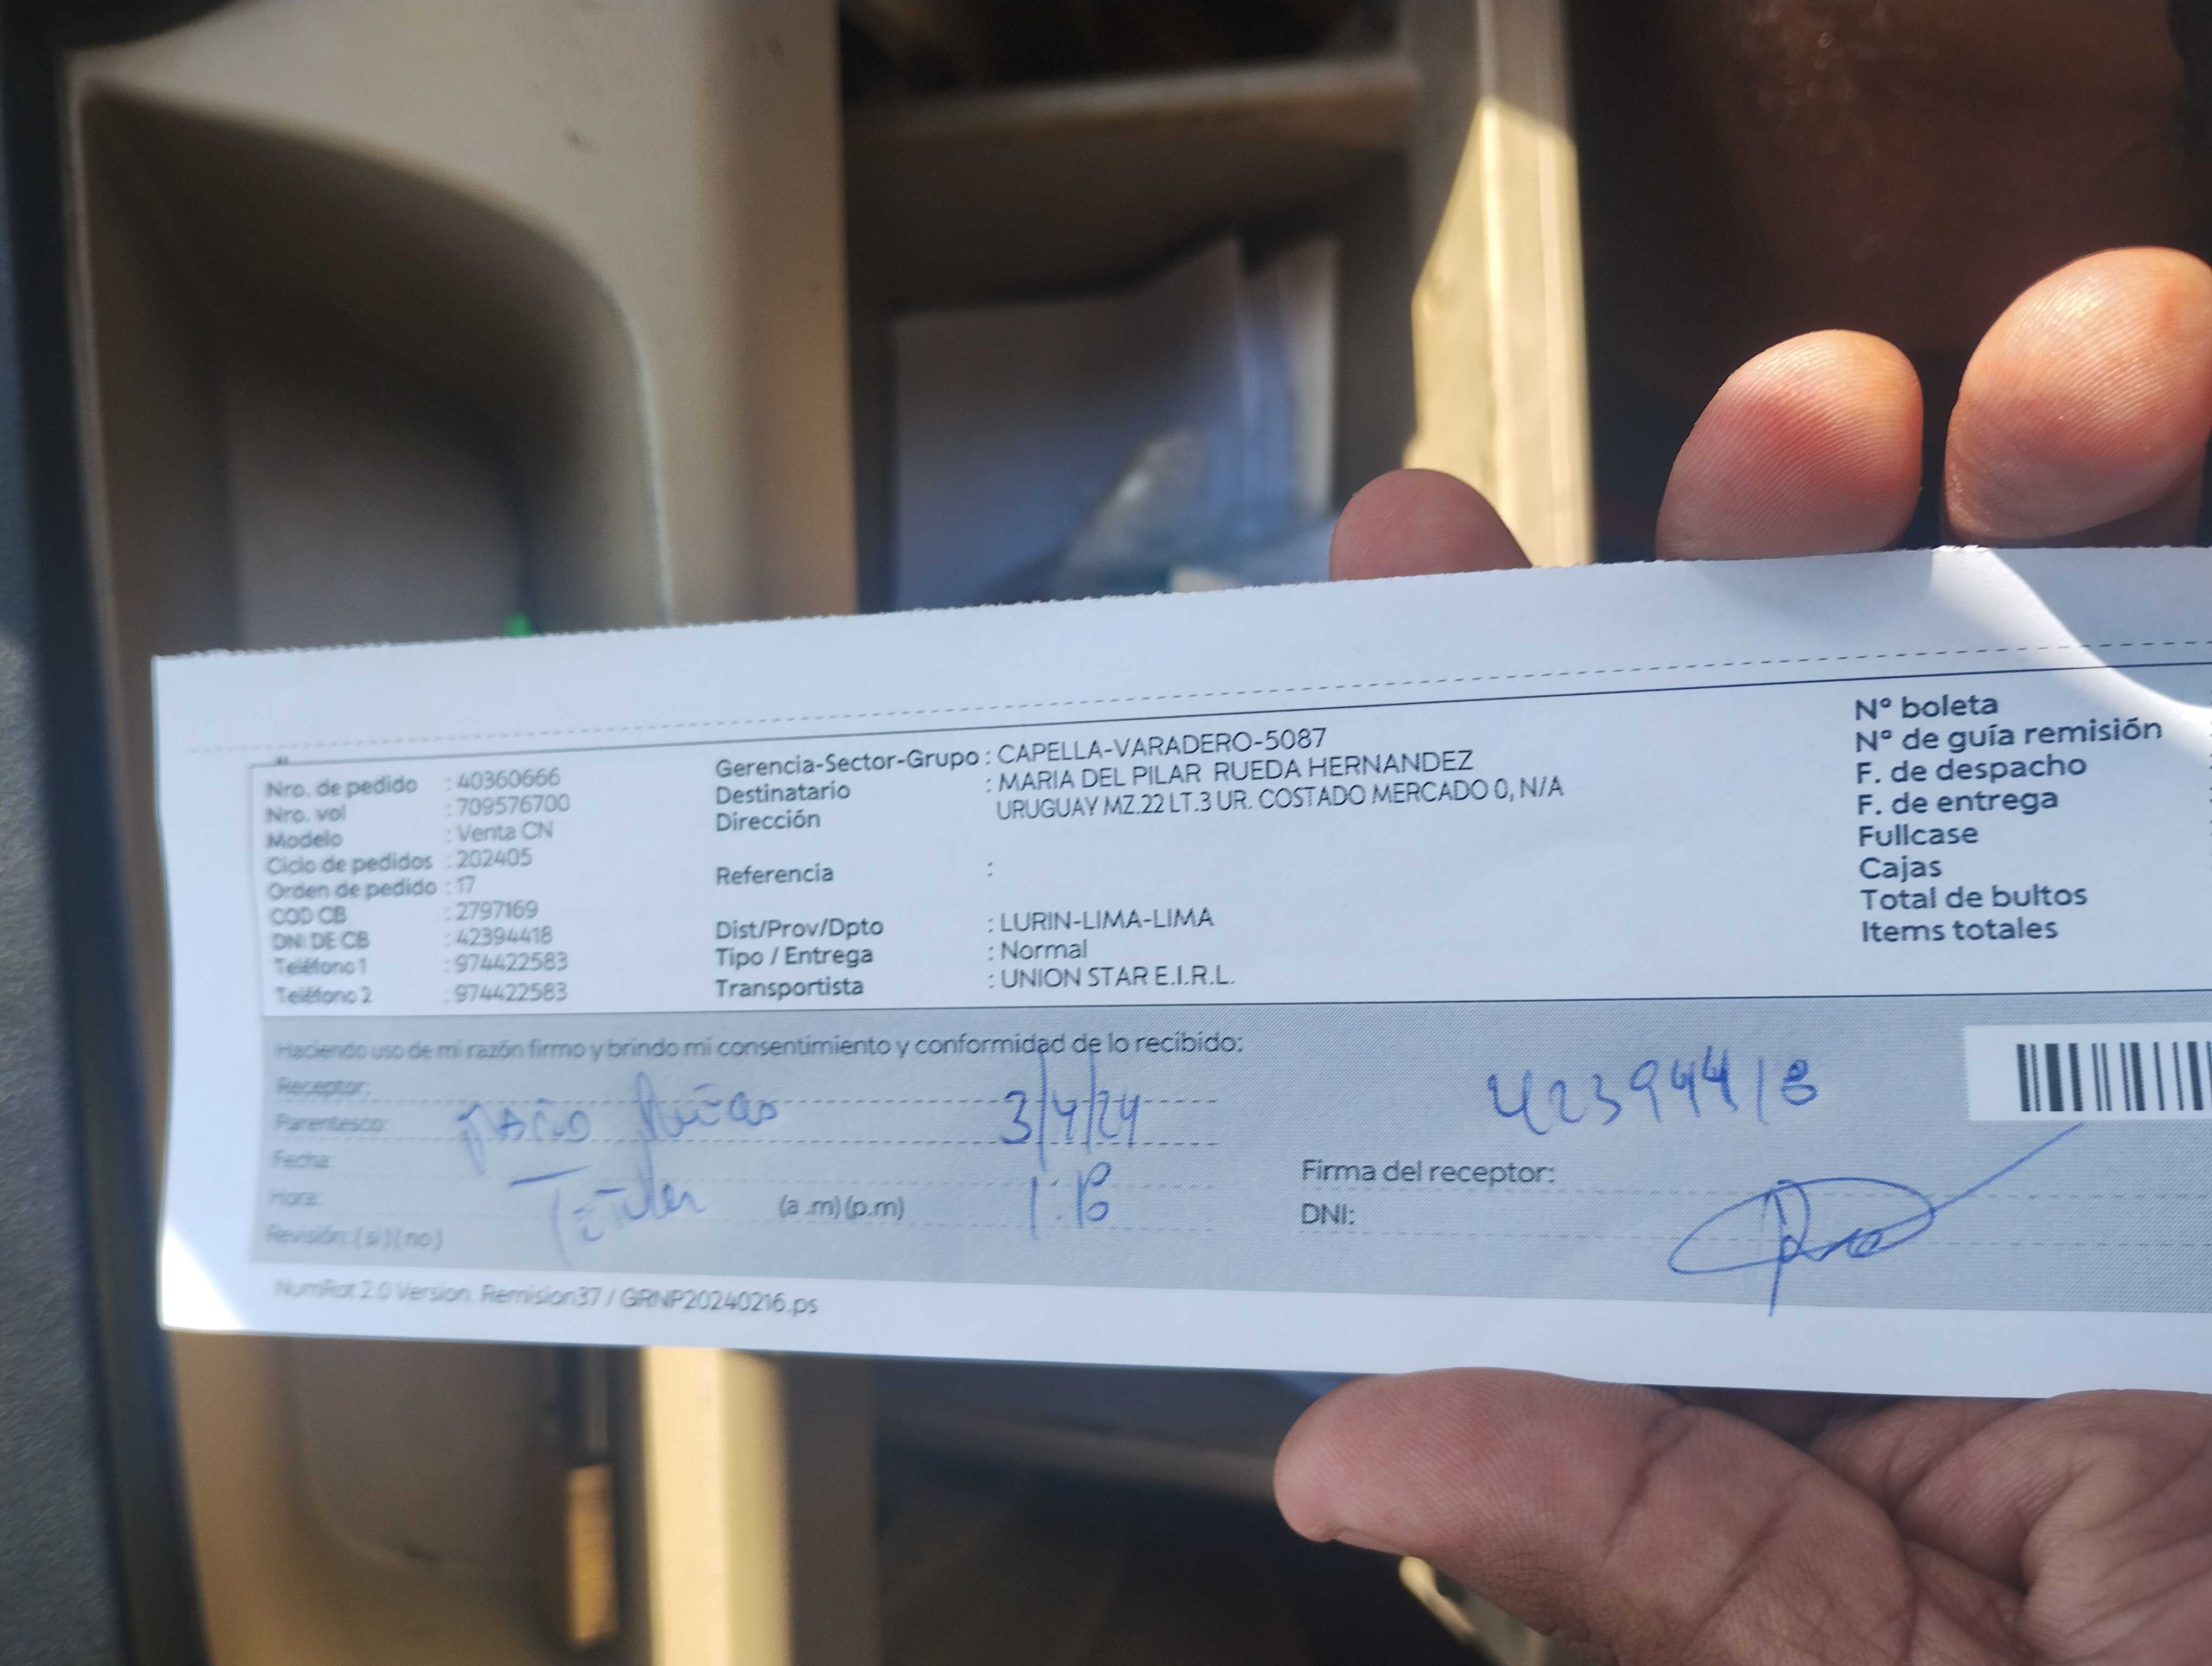 Nro. de pedido : 40360666
Nro. vol : 709576700
Modelo : Venta CN
Ciclo de pedidos : 202405
Orden de pedido : 17
COD CB : 2797169
DNI DE CB : 42394418
Teléfono 1 : 974422583
Teléfono 2 : 974422583
Gerencia-Sector-Grupo : CAPELLA-VARADERO-5087
Destinatario : MARIA DEL PILAR RUEDA HERNANDEZ
Dirección URUGUAY MZ.22 LT.3 UR. COSTADO MERCADO 0, N/A
Referencia :
Dist/Prov/Dpto : LURIN-LIMA-LIMA
Tipo / Entrega : Normal
Transportista : UNION STAR E.I.R.L.
N° boleta
N° de guía remisión
F. de despacho
F. de entrega
Fullcase
Cajas
Total de bultos
Items totales
Haciendo uso de mi razón firmo y brindo mi consentimiento y conformidad de lo recibido:
Receptor:
Parentesco: 3/4/24
Fecha:
Hora: (a .m) (p.m)
Revisión: ( si ) ( no )
42394418
Firma del receptor:
DNI:
NumRot 2.0 Version: Remision37 / GRNP20240216.ps